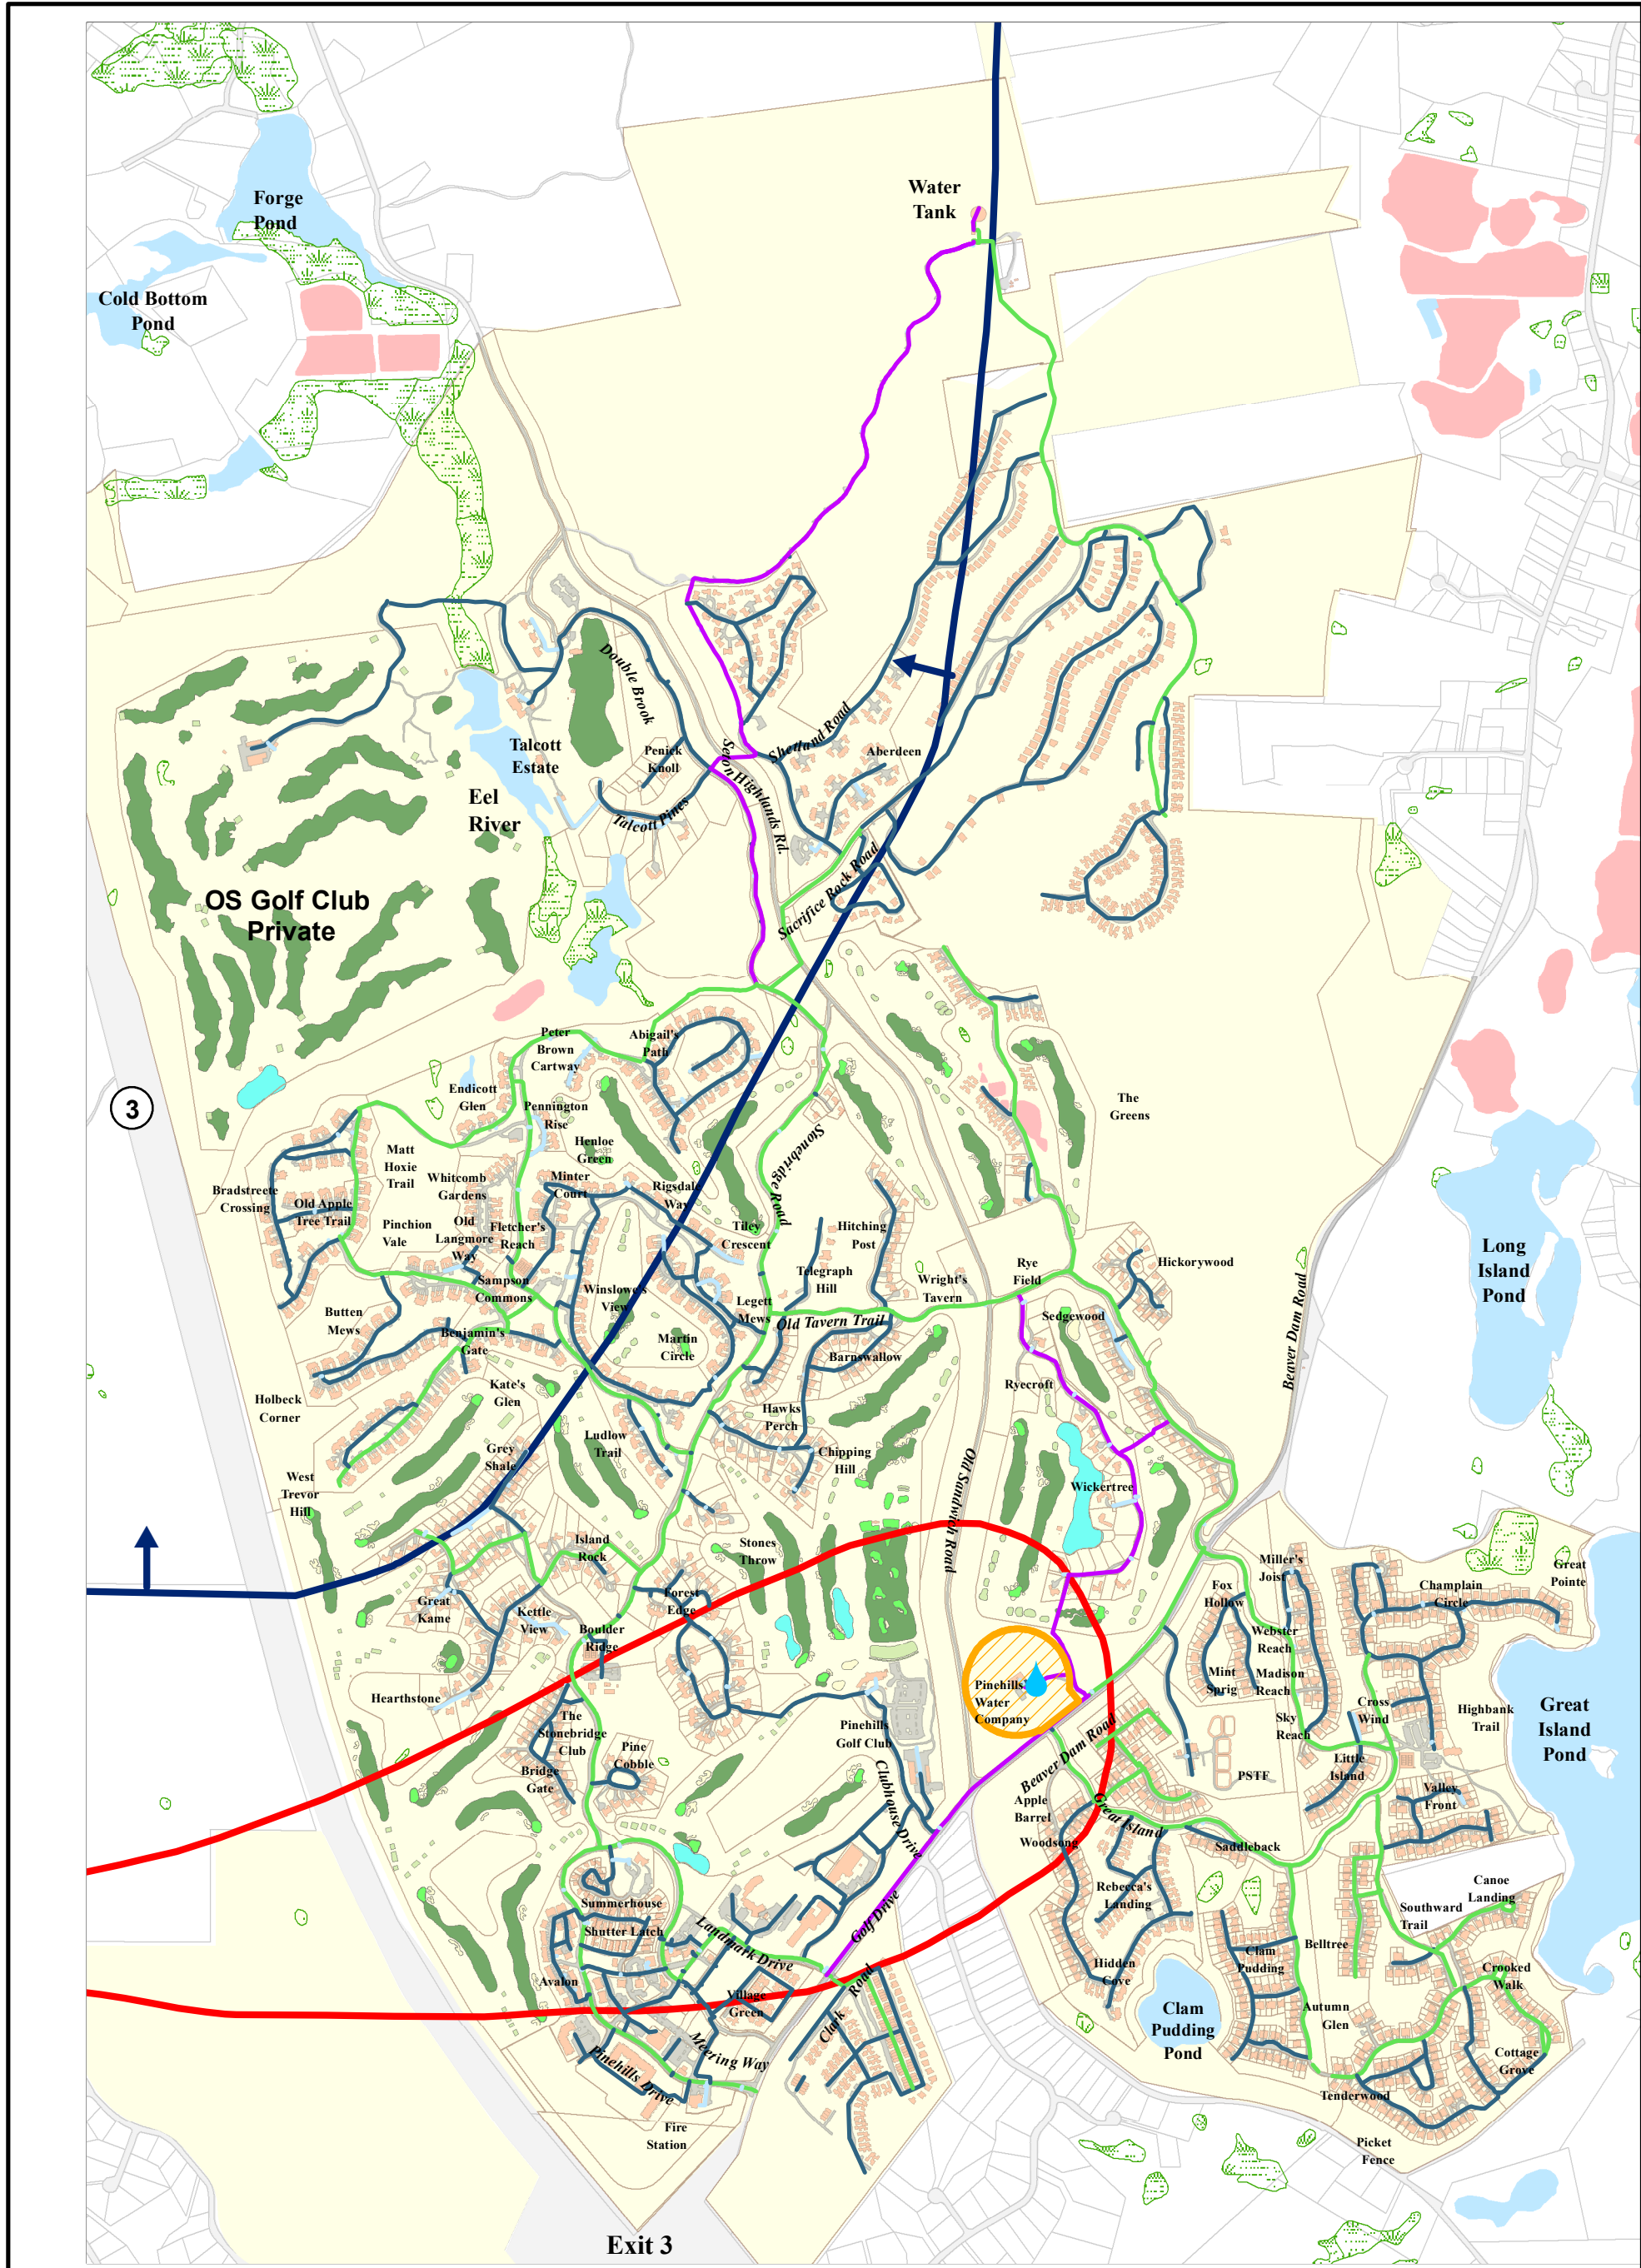 Water
Tank
Forge
Pond
Cold Bottom
Pond
Double Brook
Talcott
Estate
Penick
Knoll
Seton Highlands Rd.
Shetland Road
Aberdeen
Eel
River
Talcott Pines
Sacrifice Rock Road
OS Golf Club
Private
3
Peter
Brown
Cartway
Abigail's
Path
Endicott
Glen
Pennington
Rise
Henloe
Green
Stonebridge Road
The
Greens
Matt
Hoxie
Trail
Whitcomb
Gardens
Minter
Court
Rigsdale
Way
Bradstreete
Crossing
Old Apple
Tree Trail
Pinchion
Vale
Old
Langmore
Way
Fletcher's
Reach
Tiley
Crescent
Hitching
Post
Hickorywood
Long
Island
Pond
Sampson
Commons
Winslowe's
View
Telegraph
Hill
Wright's
Tavern
Rye
Field
Butten
Mews
Legett
Mews
Old Tavern Trail
Sedgewood
Beaver Dam Road
Benjamin's
Gate
Martin
Circle
Barnswallow
Holbeck
Corner
Kate's
Glen
Ryecroft
Hawks
Perch
Ludlow
Trail
Grey
Shale
Chipping
Hill
West
Trevor
Hill
Old Sandwich Road
Wickertree
Island
Rock
Stones
Throw
Miller's
Joist
Great
Pointe
Great
Kame
Forest
Edge
Fox
Hollow
Champlain
Circle
Kettle
View
Boulder
Ridge
Webster
Reach
Hearthstone
Mint
Sprig
Madison
Reach
Pinehills
Water
Company
Cross
Wind
Highbank
Trail
Great
Island
Pond
The
Stonebridge
Club
Pinehills
Golf Club
Sky
Reach
Pine
Cobble
Bridge
Gate
Clubhouse Drive
Beaver Dam Road
PSTF
Little
Island
Valley
Front
Apple
Barrel
Great Island
Woodsong
Saddleback
Summerhouse
Shutter Latch
Rebecca's
Landing
Canoe
Landing
Southward
Trail
Landmark Drive
Golf Drive
Belltree
Clam
Pudding
Avalon
Hidden
Cove
Crooked
Walk
Village
Green
Clark Road
Clam
Pudding
Pond
Autumn
Glen
Meeting Way
Pinehills Drive
Cottage
Grove
Tenderwood
Fire
Station
Picket
Fence
Exit 3